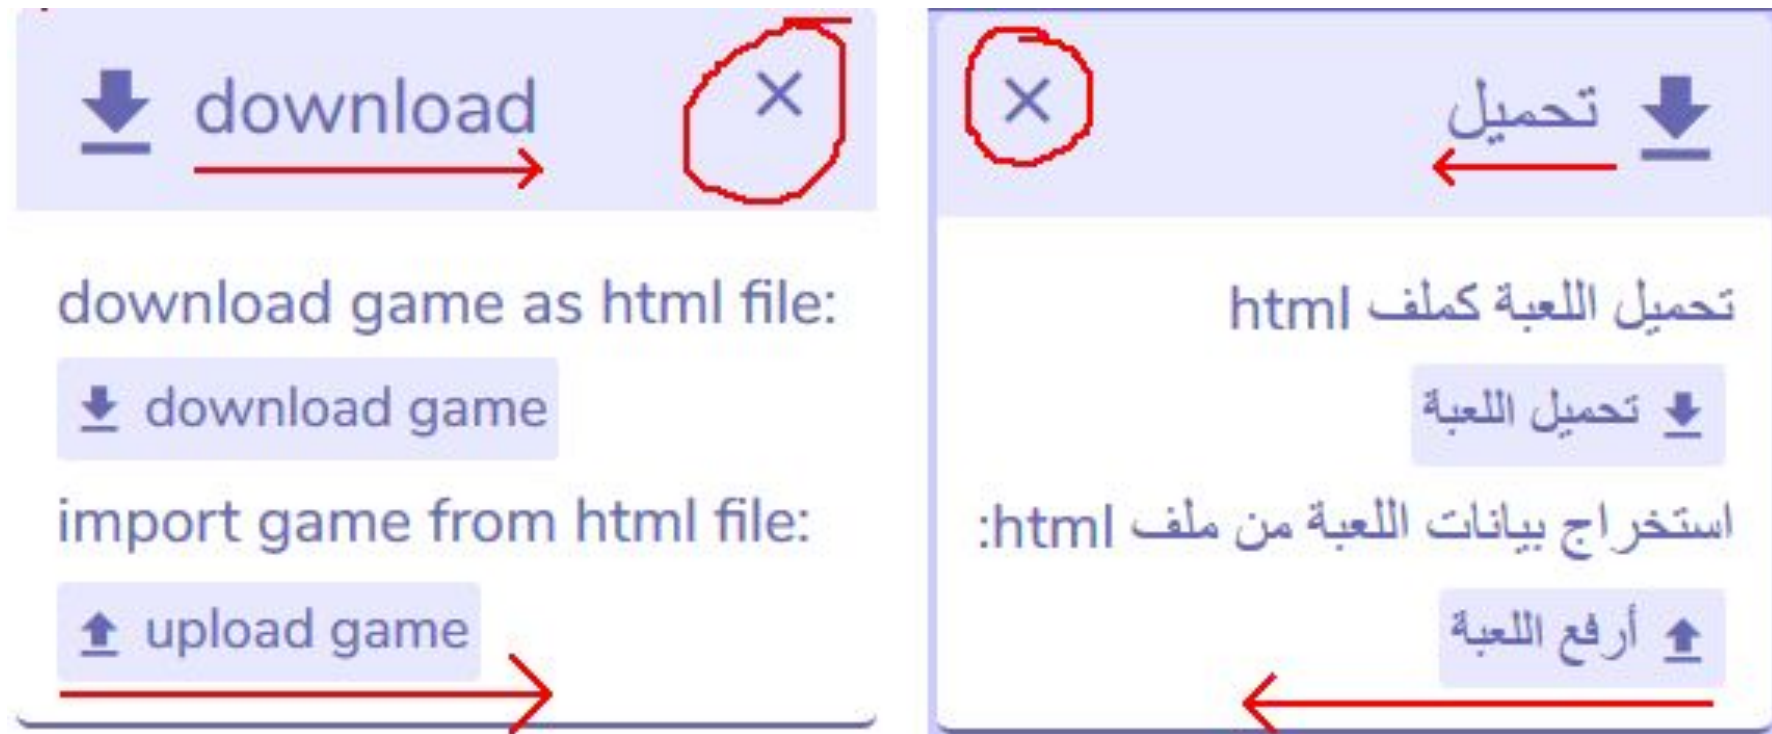 download
download game as html file:
download game
import game from html file:
upload game
تحميل
تحميل اللعبة كملف html
تحميل اللعبة
استخراج بيانات اللعبة من ملف html:
أرفع اللعبة